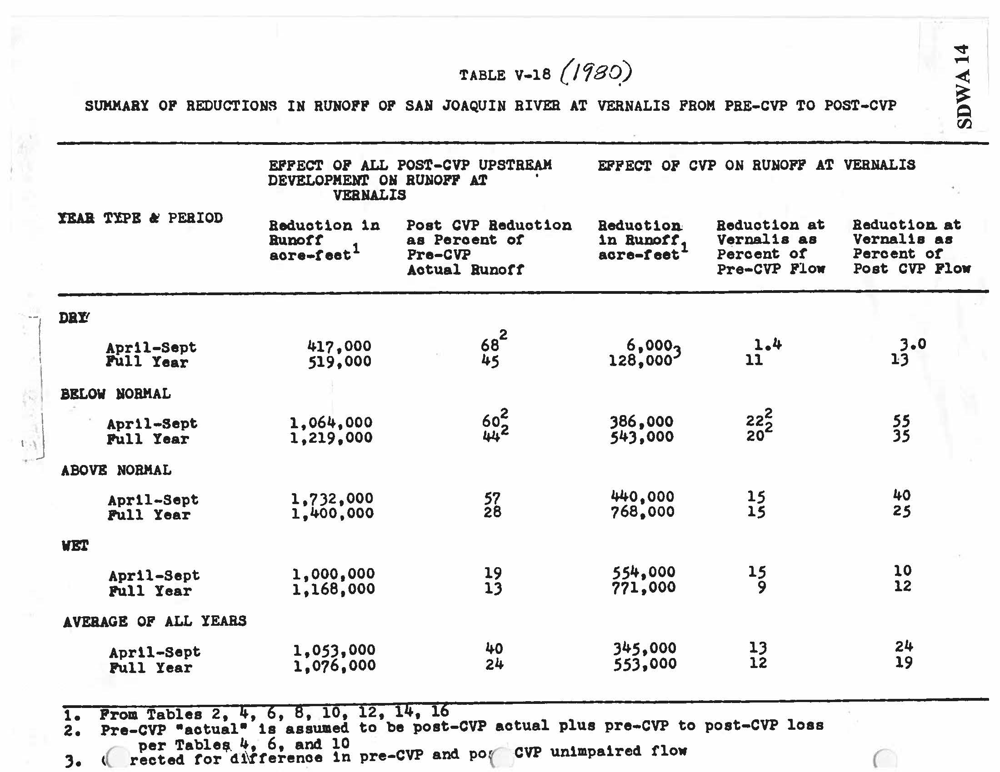 SDWA 14
TABLE V-18 (1980)
SUMMARY OF REDUCTIONS IN RUNOFF OF SAN JOAQUIN RIVER AT VERNALIS FROM PRE-CVP TO POST-CVP
EFFECT OF ALL POST-CVP UPSTREAM EFFECT OF CVP ON RUNOFF AT VERNALIS
DEVELOPMENT ON RUNOFF AT
VERNALIS
YEAR TYPE & PERIOD
Reduction in Post CVP Reduction Reduction Reduction at Reduction at
Runoff as Percent of in Runoff, Vernalis as Vernalis as
acre-feet¹ Pre-CVP acre-feet¹ Percent of Percent of
Actual Runoff Pre-CVP Flow Post CVP Flow
DRY
April-Sept 417,000 68² 6,000 1.4 3.0
Full Year 519,000 45 128,000³ 11 13
BELOW NORMAL
April-Sept 1,064,000 60² 386,000 22² 55
Full Year 1,219,000 44² 543,000 20² 35
ABOVE NORMAL
April-Sept 1,732,000 57 440,000 15 40
Full Year 1,400,000 28 768,000 15 25
WET
April-Sept 1,000,000 19 554,000 15 10
Full Year 1,168,000 13 771,000 9 12
AVERAGE OF ALL YEARS
April-Sept 1,053,000 40 345,000 13 24
Full Year 1,076,000 24 553,000 12 19
1. From Tables 2, 4, 6, 8, 10, 12, 14, 16
2. Pre-CVP "actual" is assumed to be post-CVP actual plus pre-CVP to post-CVP loss
per Tables 4, 6, and 10
3. rected for difference in pre-CVP and po CVP unimpaired flow